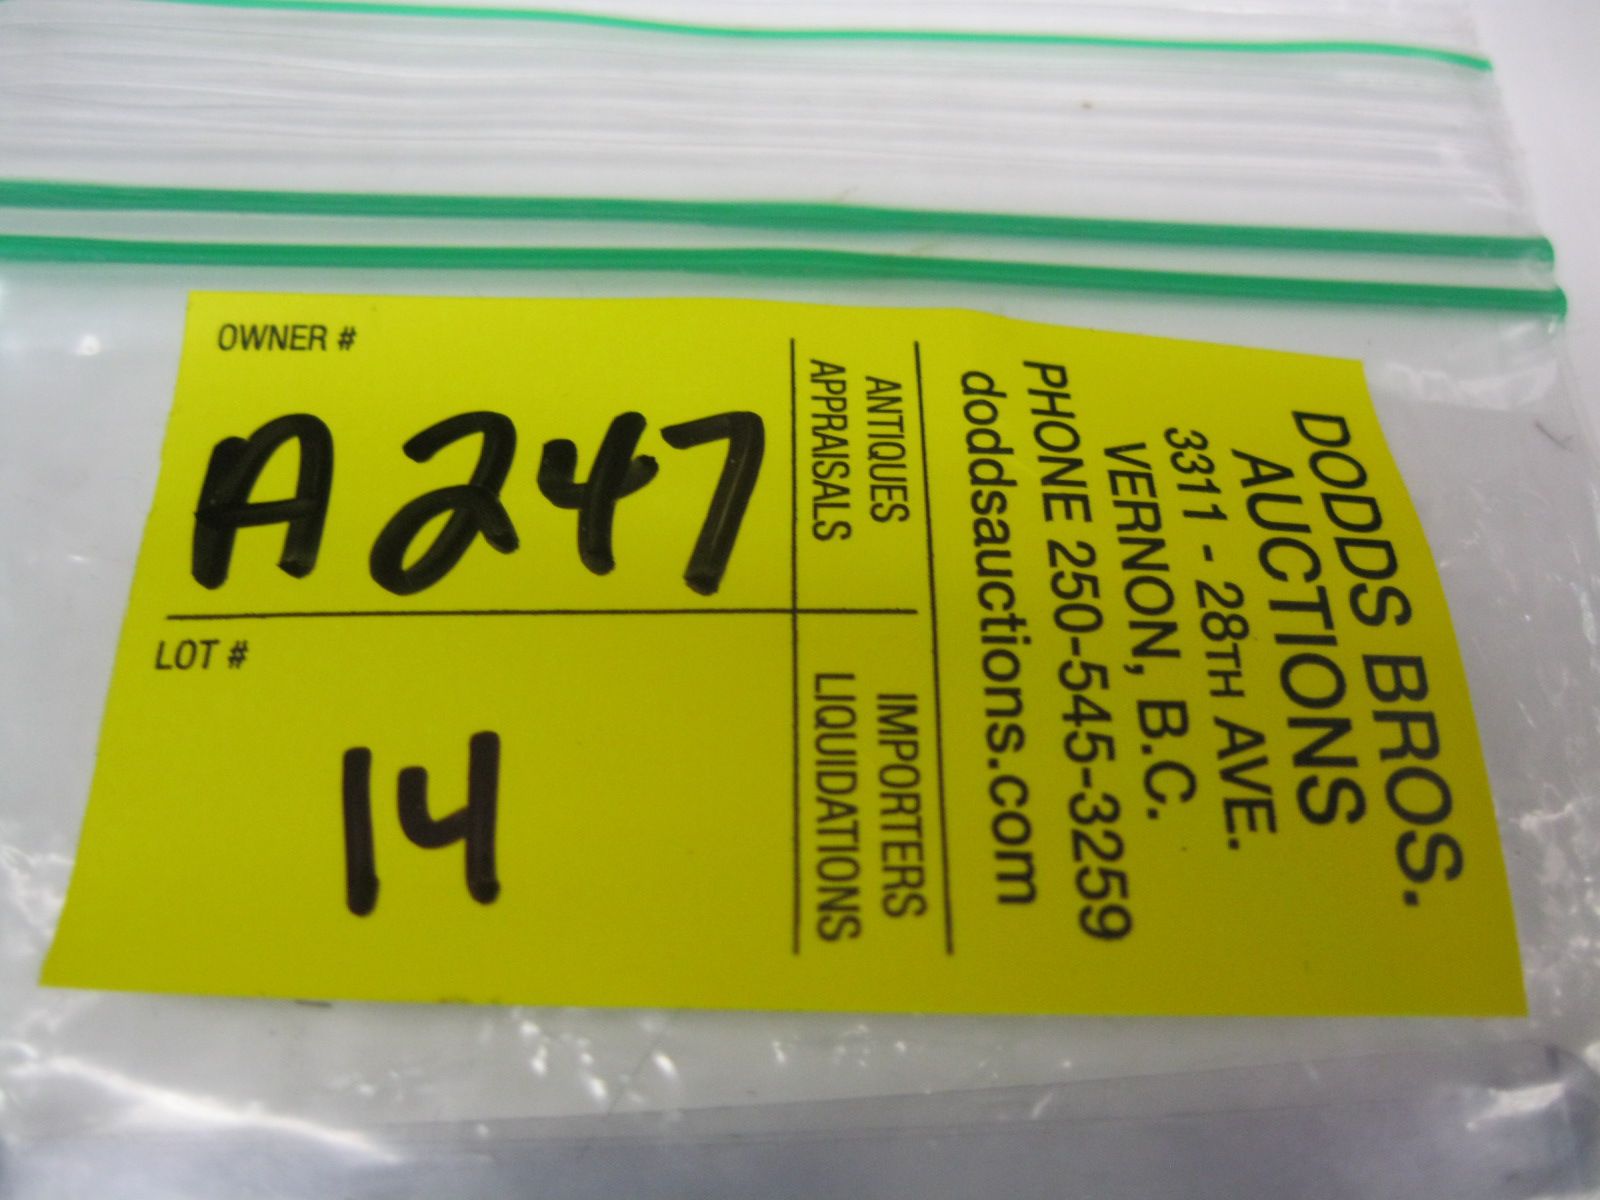 OWNER #
A247
LOT #
14
ANTIQUES
APPRAISALS
IMPORTERS
LIQUIDATIONS
DODDS BROS.
AUCTIONS
3311 - 28TH AVE.
VERNON, B.C.
PHONE 250-545-3259
doddsauctions.com